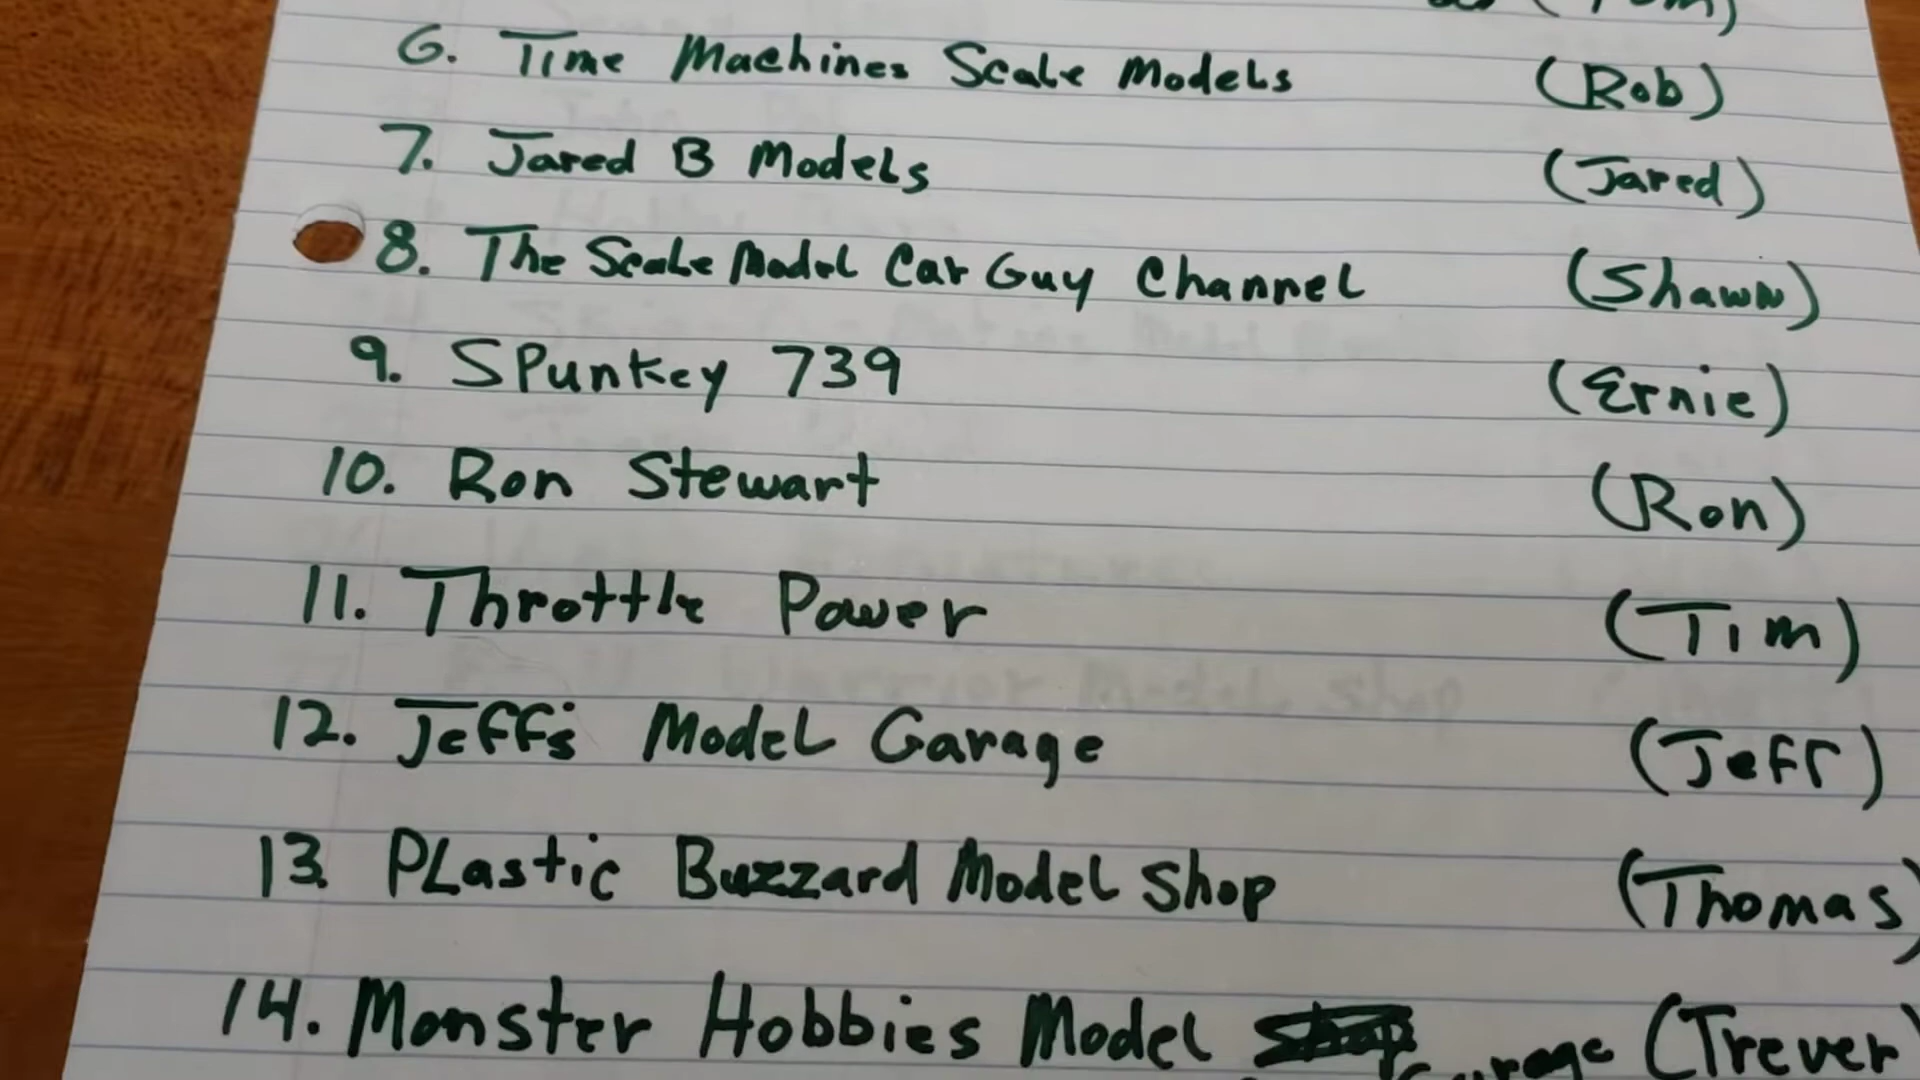 (Tom)
6. Time Machines Scale Models (Rob)
7. Jared B Models (Jared)
8. The Scale Model Car Guy Channel (Shawn)
9. Spunkey 739 (Ernie)
10. Ron Stewart (Ron)
11. Throttle Power (Tim)
12. Jeffs Model Garage (Jeff)
13. Plastic Buzzard Model Shop (Thomas)
14. Monster Hobbies Model Garage (Trever)